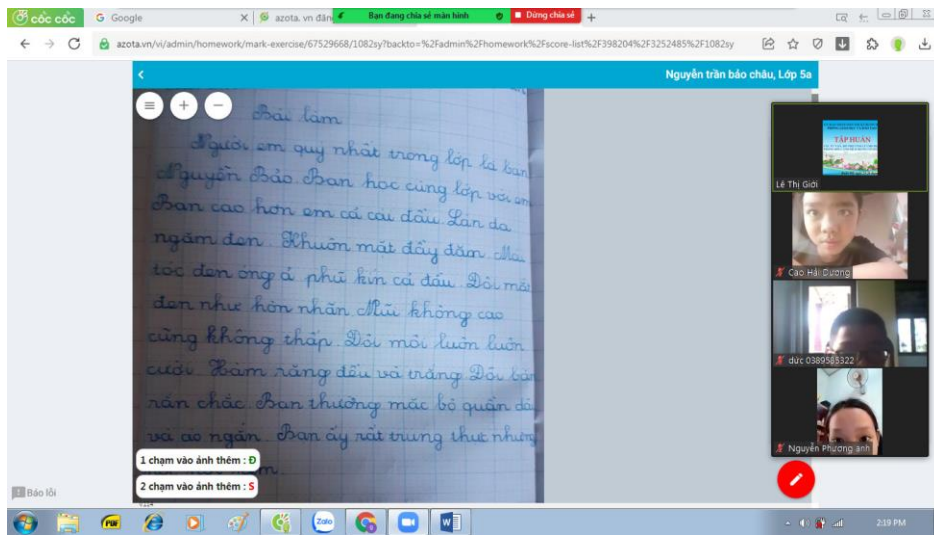 cốc cốc
Google
azota. vn đăn
Bạn đang chia sẻ màn hình
Dừng chia sẻ
azota.vn/vi/admin/homework/mark-exercise/67529668/1082sy?backto=%2Fadmin%2Fhomework%2Fscore-list%2F398204%2F3252485%2F1082sy
Nguyễn trần bảo châu, Lớp 5a
Bài làm
Người em quý nhất trong lớp là bạn
Nguyên Bảo. Bạn học cùng lớp với em
Bạn cao hơn em cả cái đầu. Làn da
ngăm đen. Khuôn mặt đầy đặn. Mái
tóc đen óng ả phủ kín cả đầu. Đôi mắt
đen như hòn nhãn. Mũi không cao
cũng không thấp. Đôi môi luôn luôn
cười. Hàm răng đều và trắng. Đôi bàn
rắn chắc. Bạn thường mặc bộ quần dài
và áo ngắn. Bạn ấy rất trung thực nhưng
1 chạm vào ảnh thêm : Đ
2 chạm vào ảnh thêm : S
TẬP HUẤN
Lê Thị Giới
Cao Hải Dương
đức 0389585322
Nguyễn Phương anh
Báo lỗi
PDF
Zalo
2:19 PM